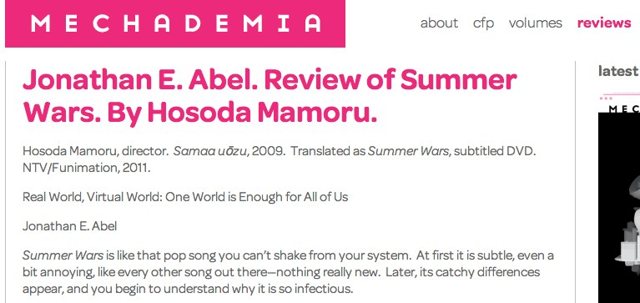 MECHADEMIA
about cfp volumes reviews
Jonathan E. Abel. Review of Summer
Wars. By Hosoda Mamoru.
latest
MEC
Hosoda Mamoru, director. Samaa uōzu, 2009. Translated as Summer Wars, subtitled DVD.
NTV/Funimation, 2011.
Real World, Virtual World: One World is Enough for All of Us
Jonathan E. Abel
Summer Wars is like that pop song you can’t shake from your system. At first it is subtle, even a
bit annoying, like every other song out there—nothing really new. Later, its catchy differences
appear, and you begin to understand why it is so infectious.